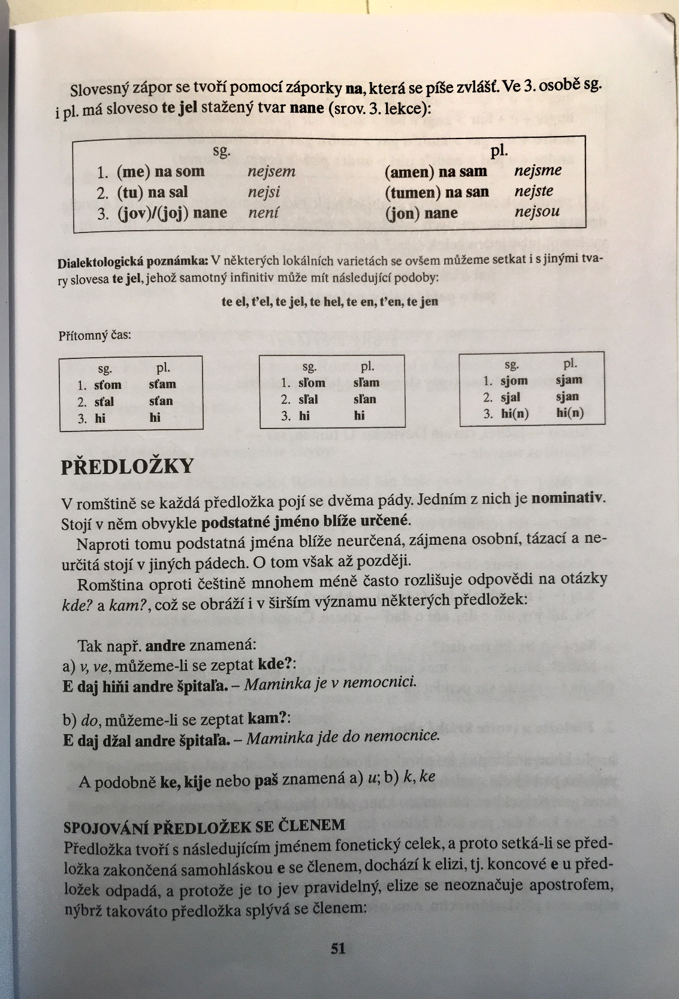 Slovesný zápor se tvoří pomocí záporky na, která se píše zvlášť. Ve 3. osobě sg.
i pl. má sloveso te jel stažený tvar nane (srov. 3. lekce):
sg. pl.
1. (me) na som nejsem (amen) na sam nejsme
2. (tu) na sal nejsi (tumen) na san nejste
3. (jov)/(joj) nane není (jon) nane nejsou
Dialektologická poznámka: V některých lokálních varietách se ovšem můžeme setkat i s jinými tva-
ry slovesa te jel, jehož samotný infinitiv může mít následující podoby:
te el, t'el, te jel, te hel, te en, t'en, te jen
Přítomný čas:
sg. pl. sg. pl. sg. pl.
1. sťom sťam 1. sľom sľam 1. sjom sjam
2. sťal sťan 2. sľal sľan 2. sjal sjan
3. hi hi 3. hi hi 3. hi(n) hi(n)
PŘEDLOŽKY
V romštině se každá předložka pojí se dvěma pády. Jedním z nich je nominativ.
Stojí v něm obvykle podstatné jméno blíže určené.
Naproti tomu podstatná jména blíže neurčená, zájmena osobní, tázací a ne-
určitá stojí v jiných pádech. O tom však až později.
Romština oproti češtině mnohem méně často rozlišuje odpovědi na otázky
kde? a kam?, což se obráží i v širším významu některých předložek:
Tak např. andre znamená:
a) v, ve, můžeme-li se zeptat kde?:
E daj hiňi andre špitaľa. – Maminka je v nemocnici.
b) do, můžeme-li se zeptat kam?:
E daj džal andre špitaľa. – Maminka jde do nemocnice.
A podobně ke, kije nebo paš znamená a) u; b) k, ke
SPOJOVÁNÍ PŘEDLOŽEK SE ČLENEM
Předložka tvoří s následujícím jménem fonetický celek, a proto setká-li se před-
ložka zakončená samohláskou e se členem, dochází k elizi, tj. koncové e u před-
ložek odpadá, a protože je to jev pravidelný, elize se neoznačuje apostrofem,
nýbrž takováto předložka splývá se členem:
51